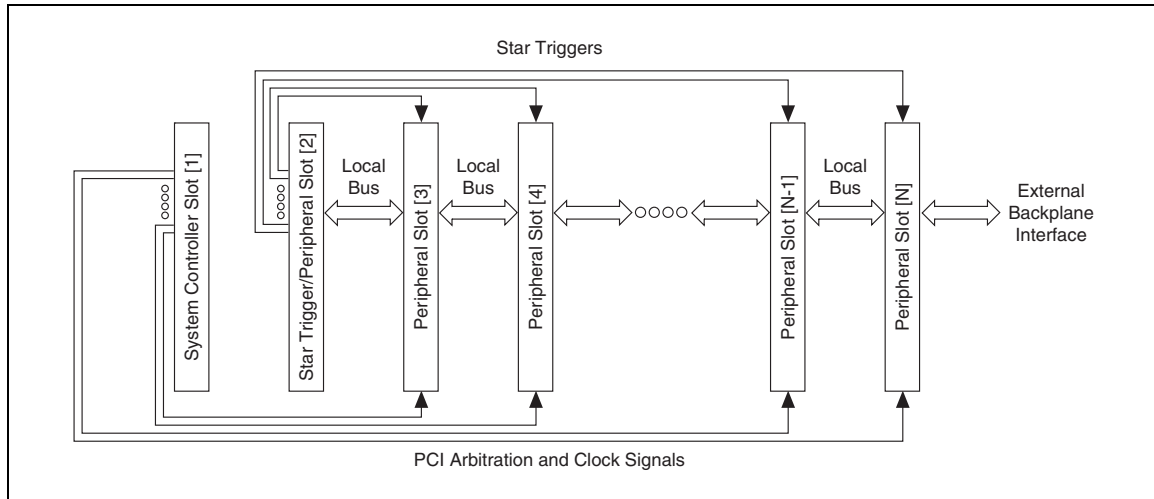 Star Triggers
System Controller Slot [1]
Star Trigger/Peripheral Slot [2]
Local
Bus
Peripheral Slot [3]
Local
Bus
Peripheral Slot [4]
Peripheral Slot [N-1]
Local
Bus
Peripheral Slot [N]
External
Backplane
Interface
PCI Arbitration and Clock Signals